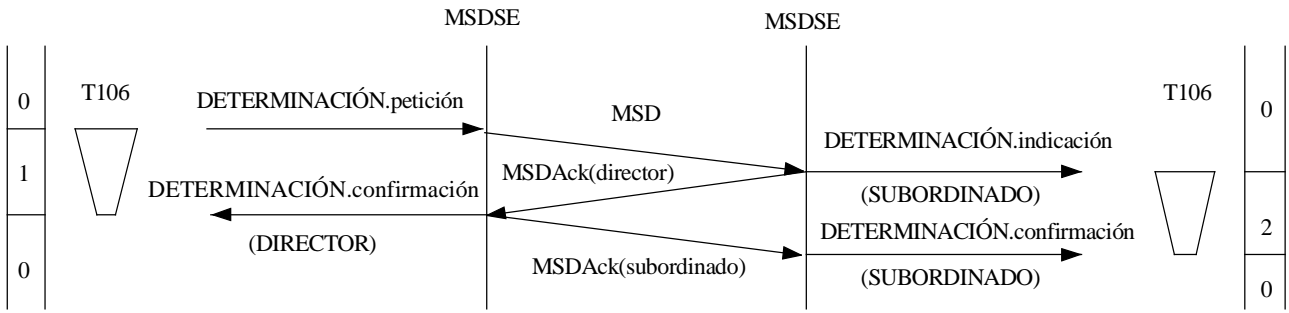 MSDSE
MSDSE
T106
T106
0
DETERMINACIÓN.petición
MSD
0
DETERMINACIÓN.indicación
1
MSDAck(director)
DETERMINACIÓN.confirmación
(SUBORDINADO)
2
DETERMINACIÓN.confirmación
(DIRECTOR)
MSDAck(subordinado)
0
(SUBORDINADO)
0